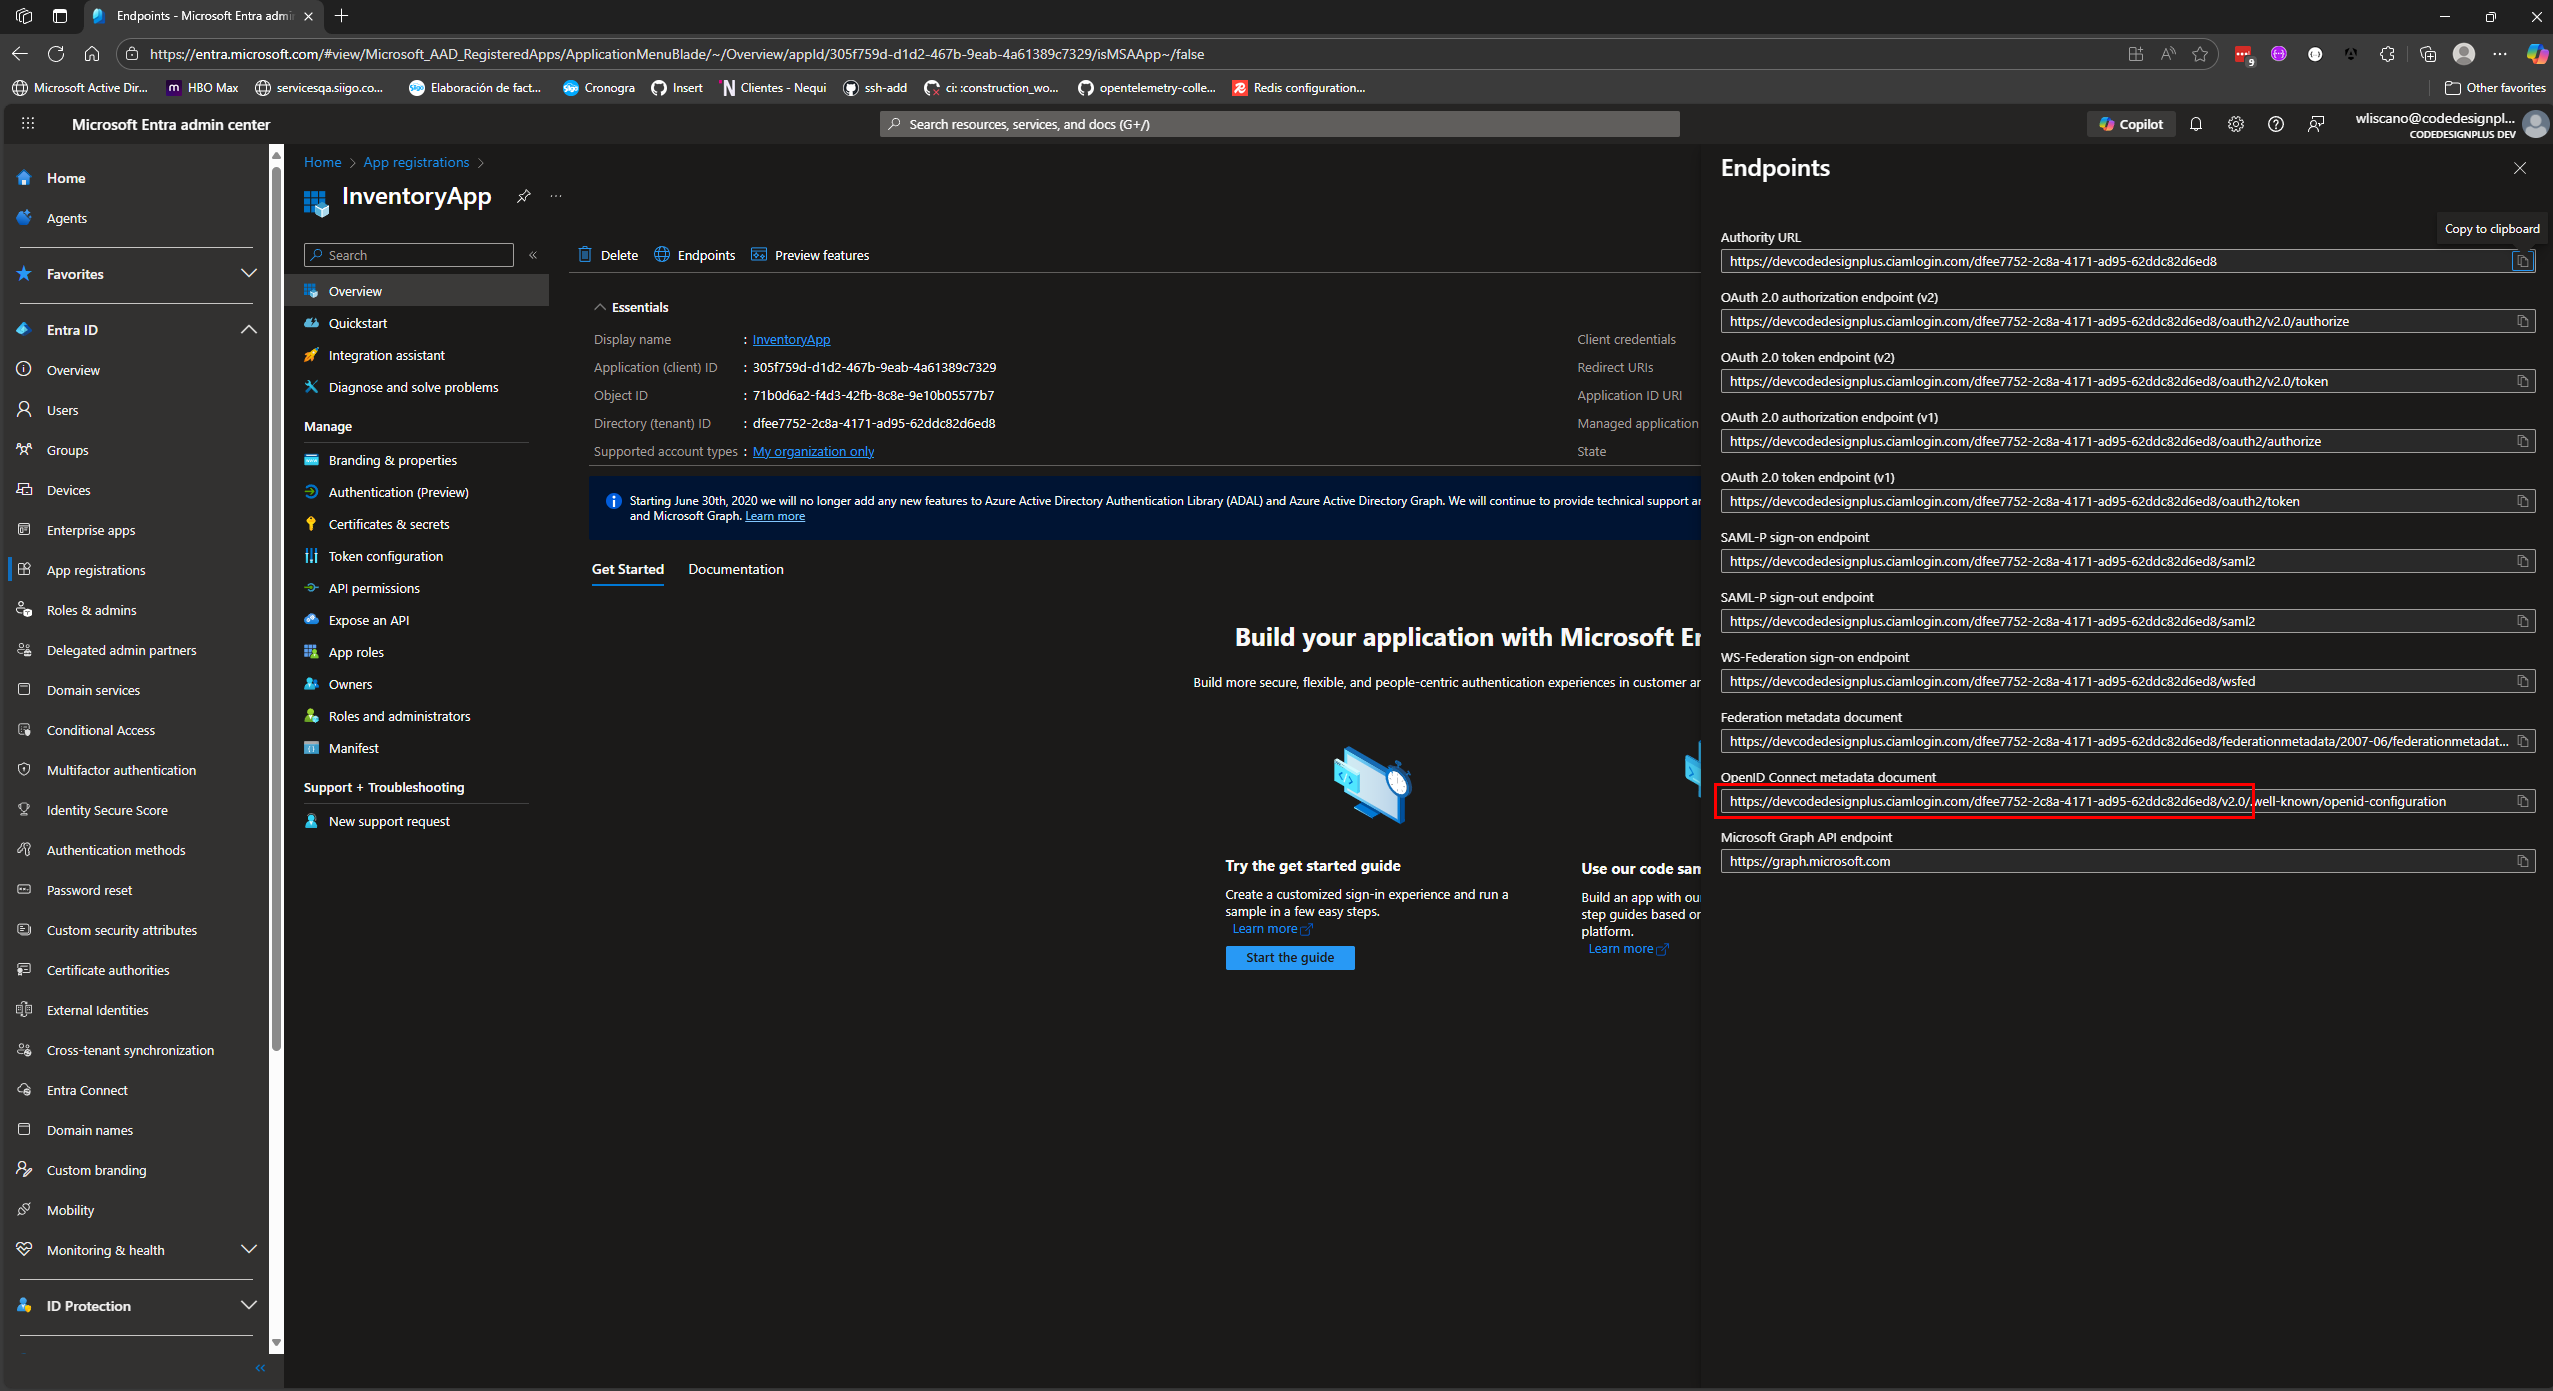 Endpoints - Microsoft Entra admi
https://entra.microsoft.com/#view/Microsoft_AAD_RegisteredApps/ApplicationMenuBlade/~/Overview/appId/305f759d-d1d2-467b-9eab-4a61389c7329/isMSAApp~/false
9
Microsoft Active Dir...
HBO Max
servicesqa.siigo.co...
Elaboración de fact...
Cronogra
Insert
Clientes - Nequi
ssh-add
ci: :construction_wo...
opentelemetry-colle...
Redis configuration...
Other favorites
Microsoft Entra admin center
Search resources, services, and docs (G+/)
Copilot
wliscano@codedesignpl...
CODEDESIGNPLUS DEV
Home
Agents
Favorites
Entra ID
Overview
Users
Groups
Devices
Enterprise apps
App registrations
Roles & admins
Delegated admin partners
Domain services
Conditional Access
Multifactor authentication
Identity Secure Score
Authentication methods
Password reset
Custom security attributes
Certificate authorities
External Identities
Cross-tenant synchronization
Entra Connect
Domain names
Custom branding
Mobility
Monitoring & health
ID Protection
Home > App registrations >
InventoryApp
Search
Overview
Quickstart
Integration assistant
Diagnose and solve problems
Manage
Branding & properties
Authentication (Preview)
Certificates & secrets
Token configuration
API permissions
Expose an API
App roles
Owners
Roles and administrators
Manifest
Support + Troubleshooting
New support request
Delete
Endpoints
Preview features
Essentials
Display name : InventoryApp
Application (client) ID : 305f759d-d1d2-467b-9eab-4a61389c7329
Object ID : 71b0d6a2-f4d3-42fb-8c8e-9e10b05577b7
Directory (tenant) ID : dfee7752-2c8a-4171-ad95-62ddc82d6ed8
Supported account types : My organization only
Client credentials
Redirect URIs
Application ID URI
Managed application
State
Starting June 30th, 2020 we will no longer add any new features to Azure Active Directory Authentication Library (ADAL) and Azure Active Directory Graph. We will continue to provide technical support ar
and Microsoft Graph. Learn more
Get Started
Documentation
Build your application with Microsoft Er
Build more secure, flexible, and people-centric authentication experiences in customer ar
Try the get started guide
Create a customized sign-in experience and run a
sample in a few easy steps.
Learn more
Start the guide
Use our code sam
Build an app with ou
step guides based or
platform.
Learn more
Endpoints
Copy to clipboard
Authority URL
https://devcodedesignplus.ciamlogin.com/dfee7752-2c8a-4171-ad95-62ddc82d6ed8
OAuth 2.0 authorization endpoint (v2)
https://devcodedesignplus.ciamlogin.com/dfee7752-2c8a-4171-ad95-62ddc82d6ed8/oauth2/v2.0/authorize
OAuth 2.0 token endpoint (v2)
https://devcodedesignplus.ciamlogin.com/dfee7752-2c8a-4171-ad95-62ddc82d6ed8/oauth2/v2.0/token
OAuth 2.0 authorization endpoint (v1)
https://devcodedesignplus.ciamlogin.com/dfee7752-2c8a-4171-ad95-62ddc82d6ed8/oauth2/authorize
OAuth 2.0 token endpoint (v1)
https://devcodedesignplus.ciamlogin.com/dfee7752-2c8a-4171-ad95-62ddc82d6ed8/oauth2/token
SAML-P sign-on endpoint
https://devcodedesignplus.ciamlogin.com/dfee7752-2c8a-4171-ad95-62ddc82d6ed8/saml2
SAML-P sign-out endpoint
https://devcodedesignplus.ciamlogin.com/dfee7752-2c8a-4171-ad95-62ddc82d6ed8/saml2
WS-Federation sign-on endpoint
https://devcodedesignplus.ciamlogin.com/dfee7752-2c8a-4171-ad95-62ddc82d6ed8/wsfed
Federation metadata document
https://devcodedesignplus.ciamlogin.com/dfee7752-2c8a-4171-ad95-62ddc82d6ed8/federationmetadata/2007-06/federationmetadat...
OpenID Connect metadata document
https://devcodedesignplus.ciamlogin.com/dfee7752-2c8a-4171-ad95-62ddc82d6ed8/v2.0/.well-known/openid-configuration
Microsoft Graph API endpoint
https://graph.microsoft.com